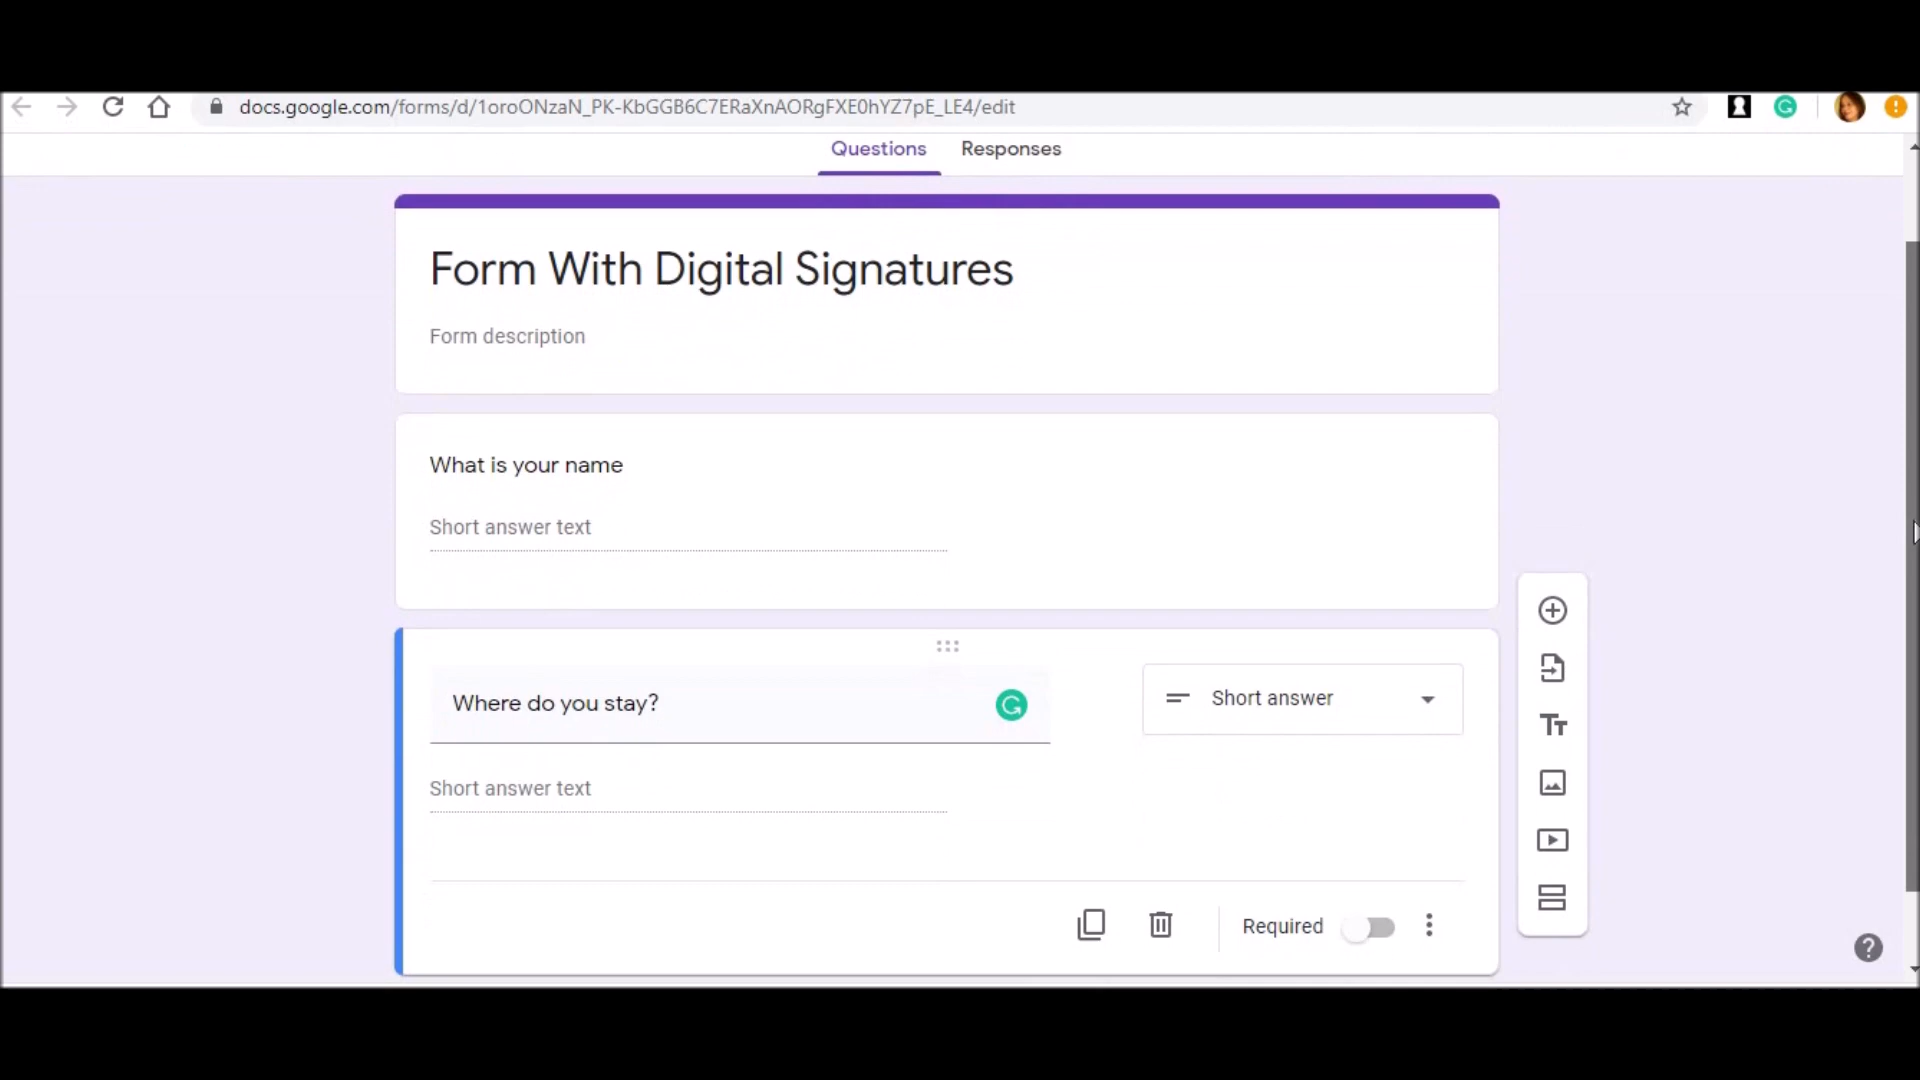 docs.google.com/forms/d/1oroONzaN_PK-KbGGB6C7ERaXnAORgFXE0hYZ7pE_LE4/edit
Questions Responses
Form With Digital Signatures
Form description
What is your name
Short answer text
Where do you stay?
Short answer
Short answer text
Required